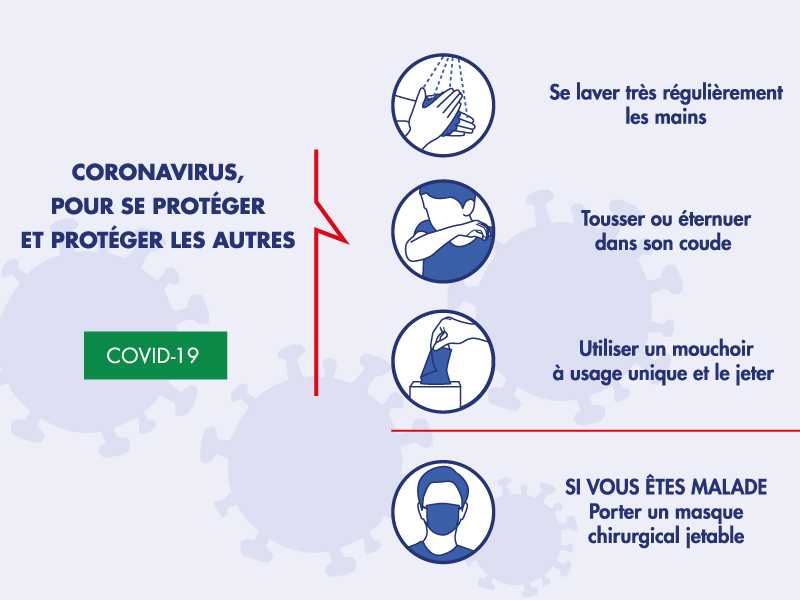 CORONAVIRUS,
POUR SE PROTÉGER
ET PROTÉGER LES AUTRES
COVID-19
Se laver très régulièrement
les mains
Tousser ou éternuer
dans son coude
Utiliser un mouchoir
à usage unique et le jeter
SI VOUS ÊTES MALADE
Porter un masque
chirurgical jetable